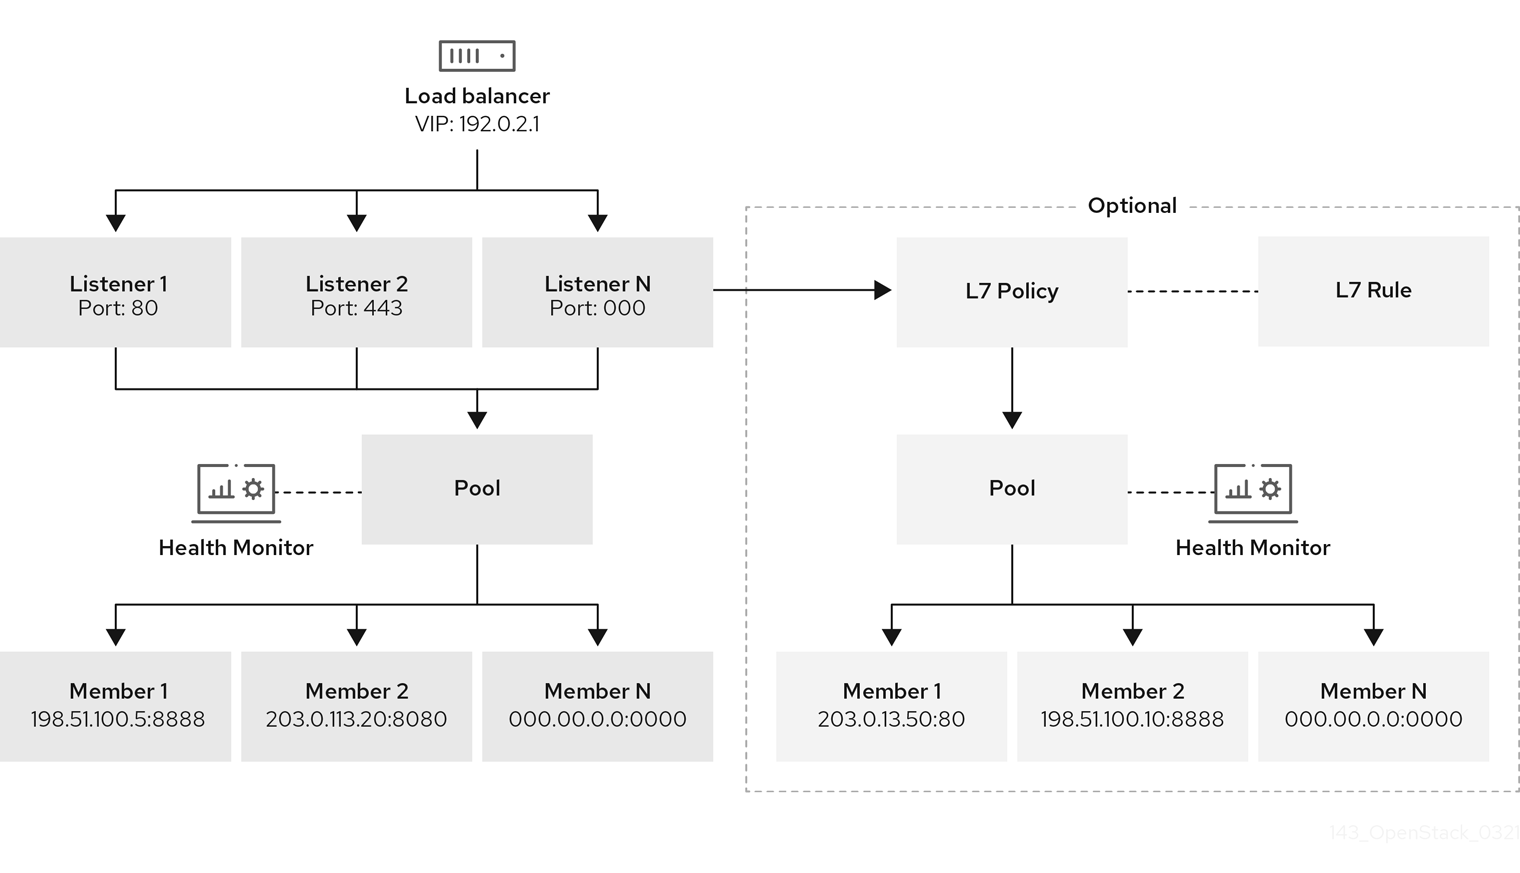 Load balancer
VIP: 192.0.2.1
Optional
Listener 1
Port: 80
Listener 2
Port: 443
Listener N
Port: 000
L7 Policy
L7 Rule
Pool
Health Monitor
Pool
Health Monitor
Member 1
198.51.100.5:8888
Member 2
203.0.113.20:8080
Member N
000.00.0.0:0000
Member 1
203.0.13.50:80
Member 2
198.51.100.10:8888
Member N
000.00.0.0:0000
143_OpenStack_0321